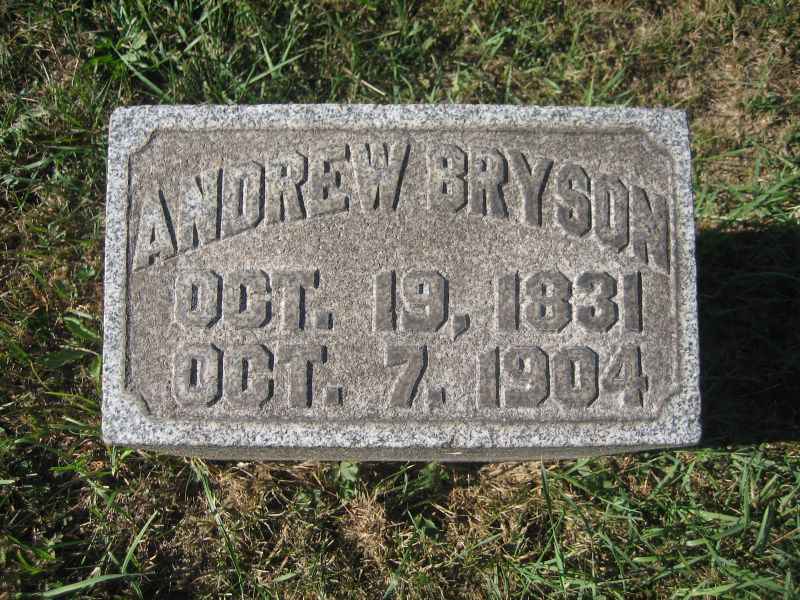 ANDREW BRYSON
OCT. 19, 1831
OCT. 7. 1904